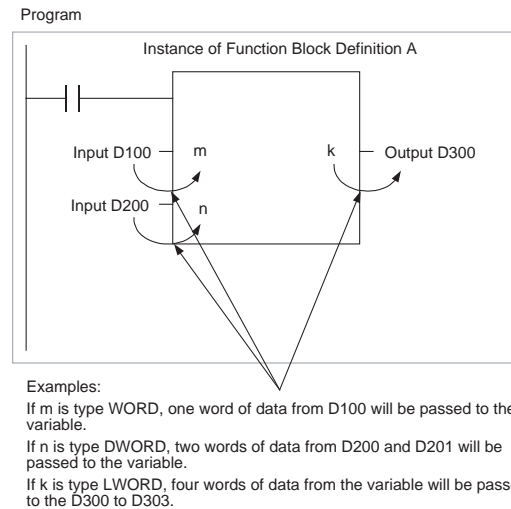 Program
Instance of Function Block Definition A
Input D100
m
k
Output D300
Input D200
n
Examples:
If m is type WORD, one word of data from D100 will be passed to the
variable.
If n is type DWORD, two words of data from D200 and D201 will be
passed to the variable.
If k is type LWORD, four words of data from the variable will be pass
to the D300 to D303.